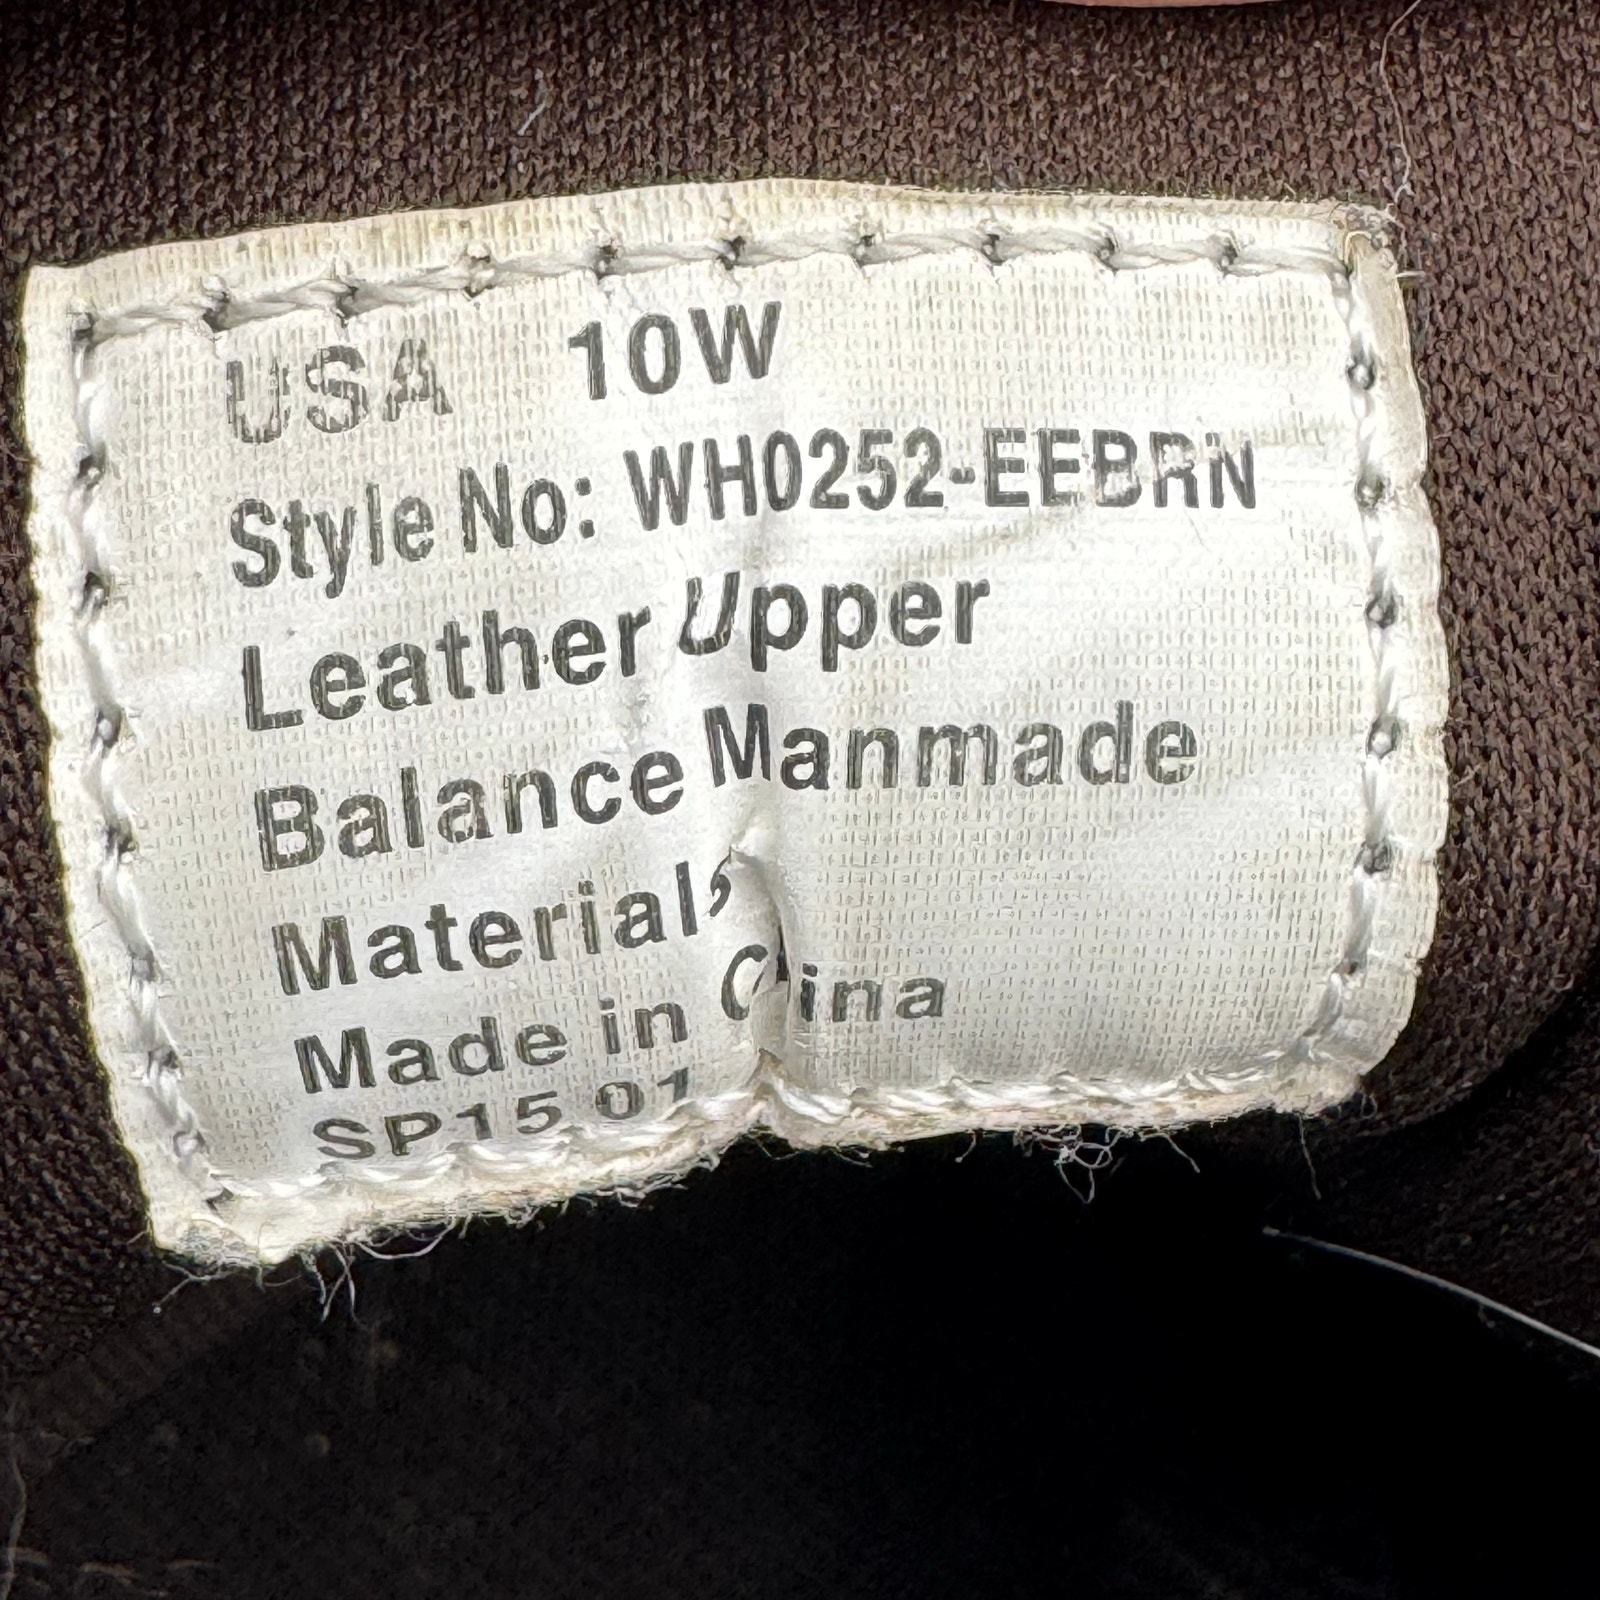 USA 10W
Style No: WH0252-EEBRN
Leather Upper
Balance Manmade
Materials
Made in China
SP15 01